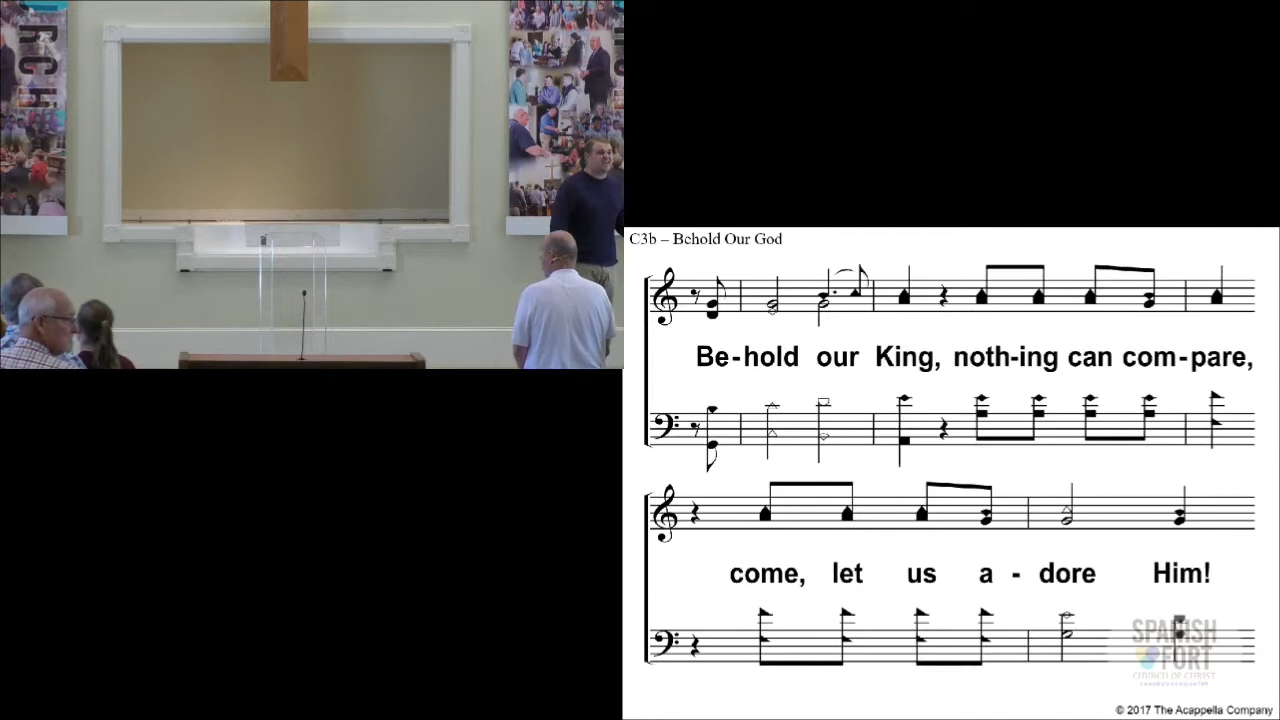 RCH
C3b – Behold Our God
Be-hold our King, noth-ing can com-pare,
come, let us a - dore Him!
SPANISH
FORT
CHURCH OF CHRIST
© 2017 The Acappella Company